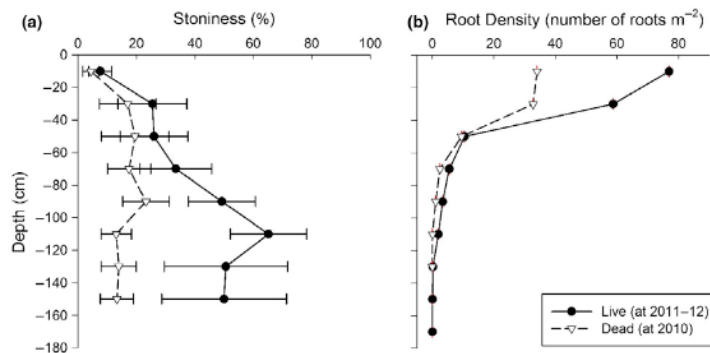 (a) Stoniness (%)
0 20 40 60 80 100
0
−20
−40
−60
−80
−100
−120
−140
−160
−180
Depth (cm)
(b) Root Density (number of roots m⁻²)
0 20 40 60 80
Live (at 2011–12)
Dead (at 2010)